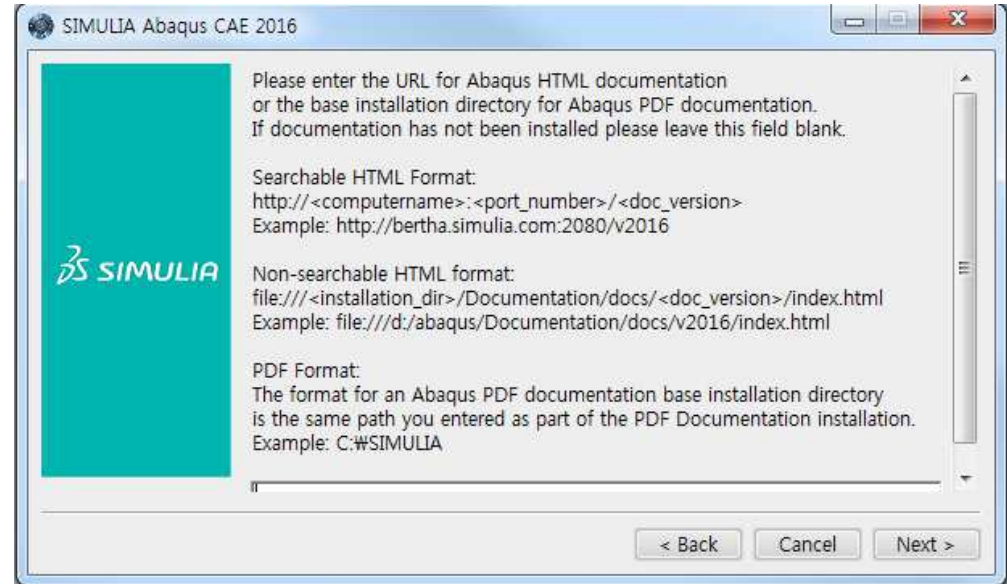 SIMULIA Abaqus CAE 2016
Please enter the URL for Abaqus HTML documentation
or the base installation directory for Abaqus PDF documentation.
If documentation has not been installed please leave this field blank.
Searchable HTML Format:
http://<computername>:<port_number>/<doc_version>
Example: http://bertha.simulia.com:2080/v2016
Non-searchable HTML format:
file:///<installation_dir>/Documentation/docs/<doc_version>/index.html
Example: file:///d:/abaqus/Documentation/docs/v2016/index.html
PDF Format:
The format for an Abaqus PDF documentation base installation directory
is the same path you entered as part of the PDF Documentation installation.
Example: C:₩SIMULIA
3DS SIMULIA
< Back
Cancel
Next >